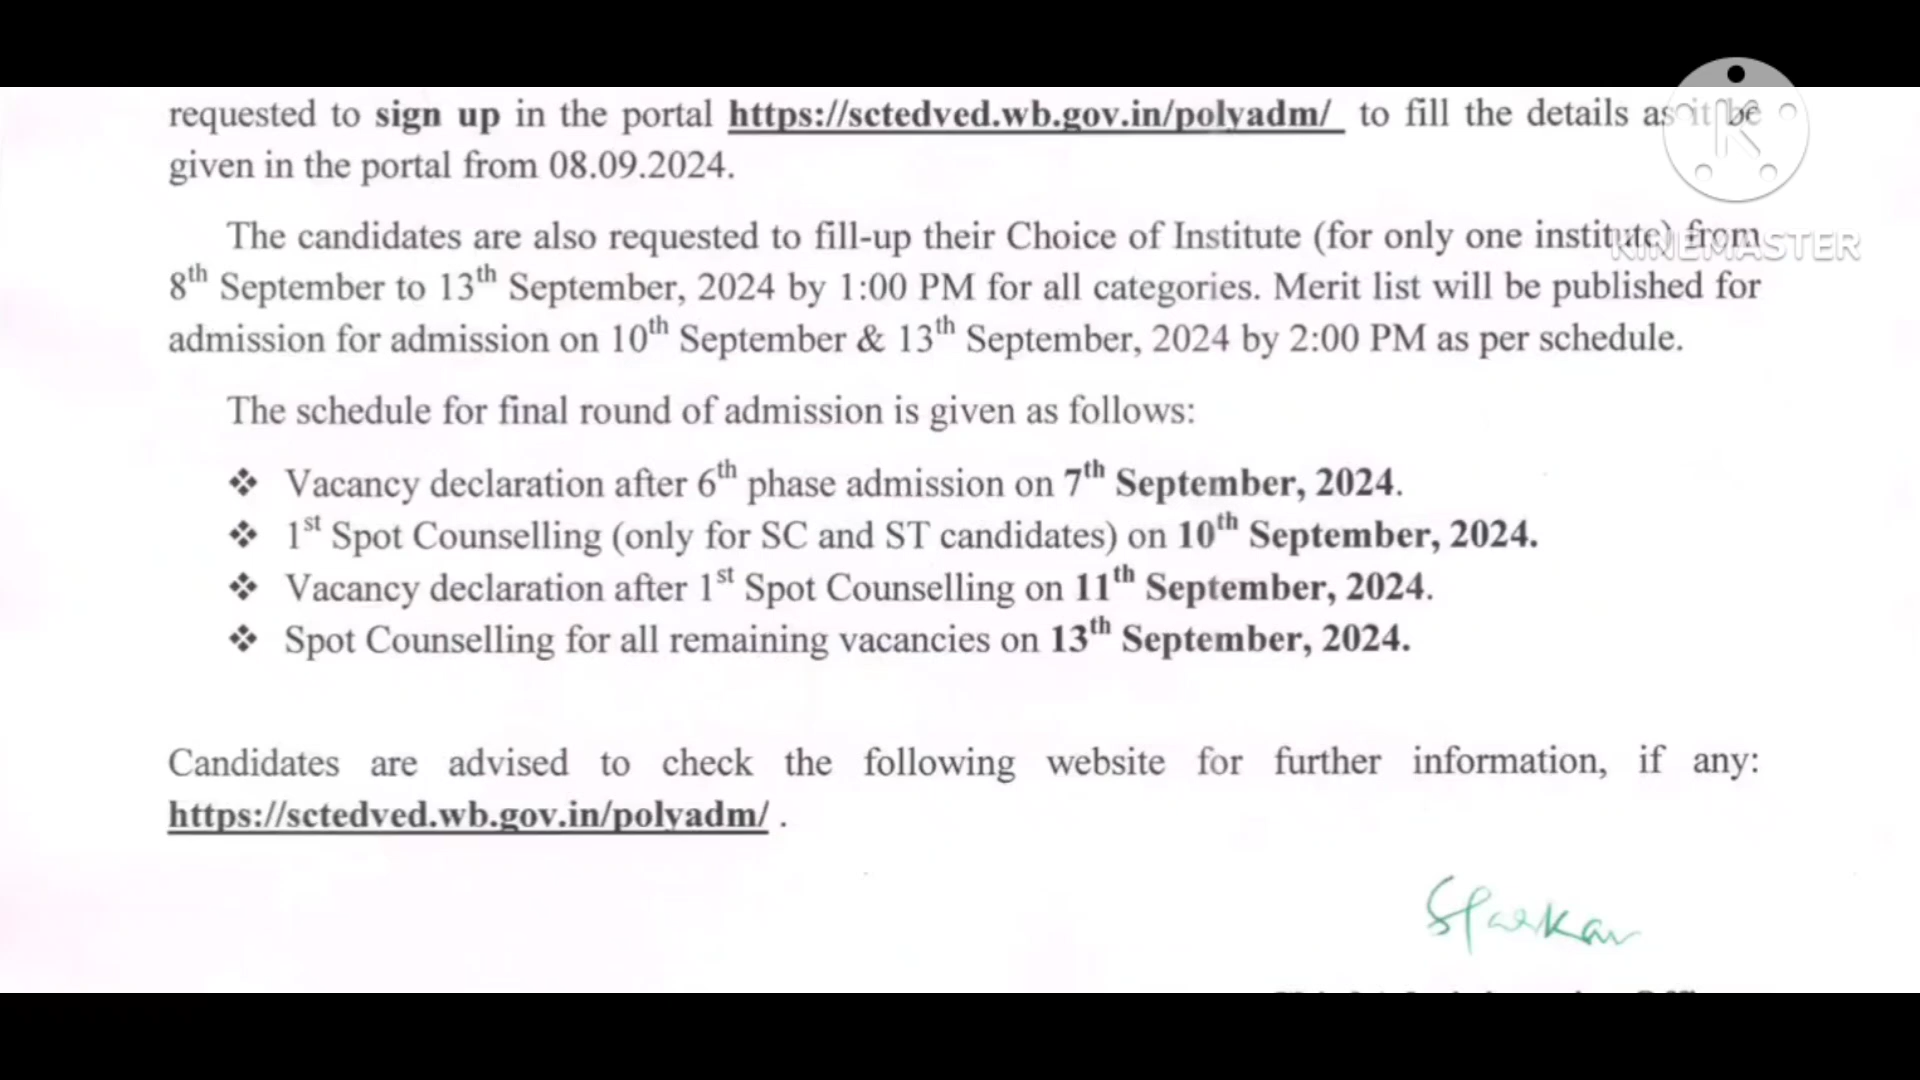 requested to sign up in the portal https://sctedved.wb.gov.in/polyadm/ to fill the details as it be
given in the portal from 08.09.2024.
The candidates are also requested to fill-up their Choice of Institute (for only one institute) from
8th September to 13th September, 2024 by 1:00 PM for all categories. Merit list will be published for
admission for admission on 10th September & 13th September, 2024 by 2:00 PM as per schedule.
The schedule for final round of admission is given as follows:
❖ Vacancy declaration after 6th phase admission on 7th September, 2024.
❖ 1st Spot Counselling (only for SC and ST candidates) on 10th September, 2024.
❖ Vacancy declaration after 1st Spot Counselling on 11th September, 2024.
❖ Spot Counselling for all remaining vacancies on 13th September, 2024.
Candidates are advised to check the following website for further information, if any:
https://sctedved.wb.gov.in/polyadm/ .
K
KINEMASTER